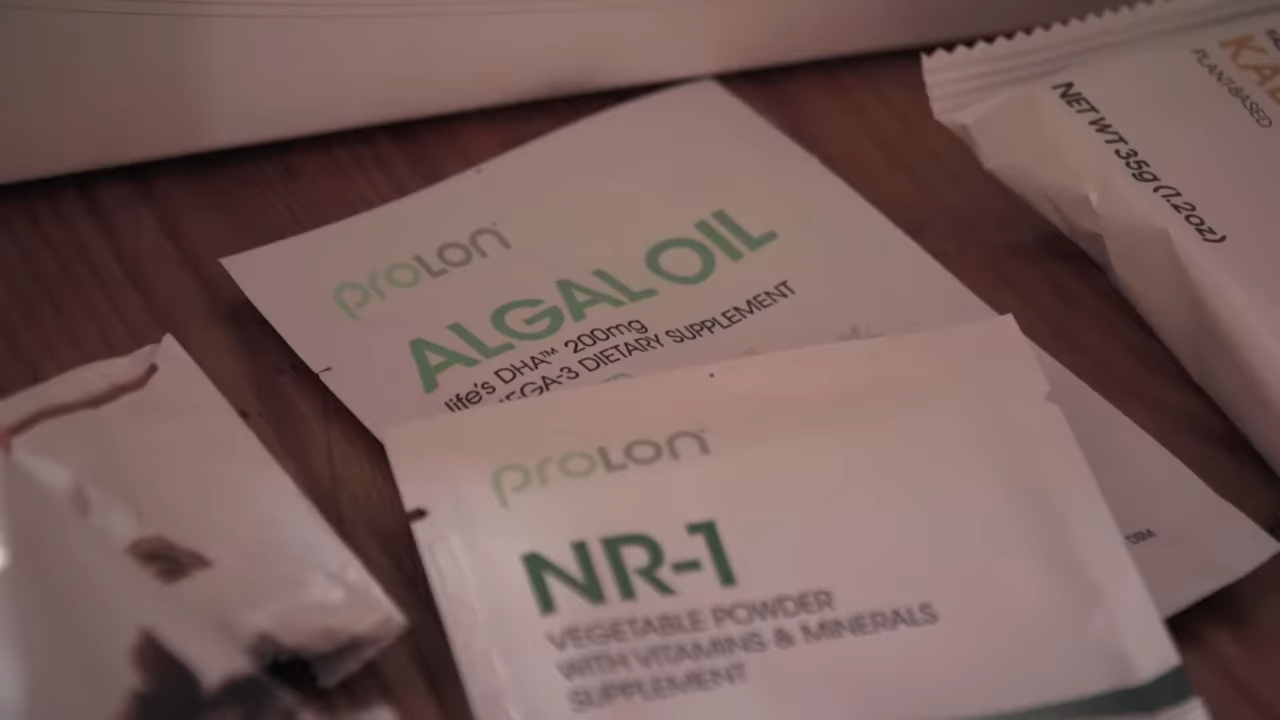 PROLON
ALGAL OIL
life's DHA™ 200mg
DIETARY SUPPLEMENT
PROLON
NR-1
VEGETABLE POWDER
WITH VITAMINS & MINERALS
SUPPLEMENT
PLANT-BASED
NET WT 35g (1.2oz)
DSM